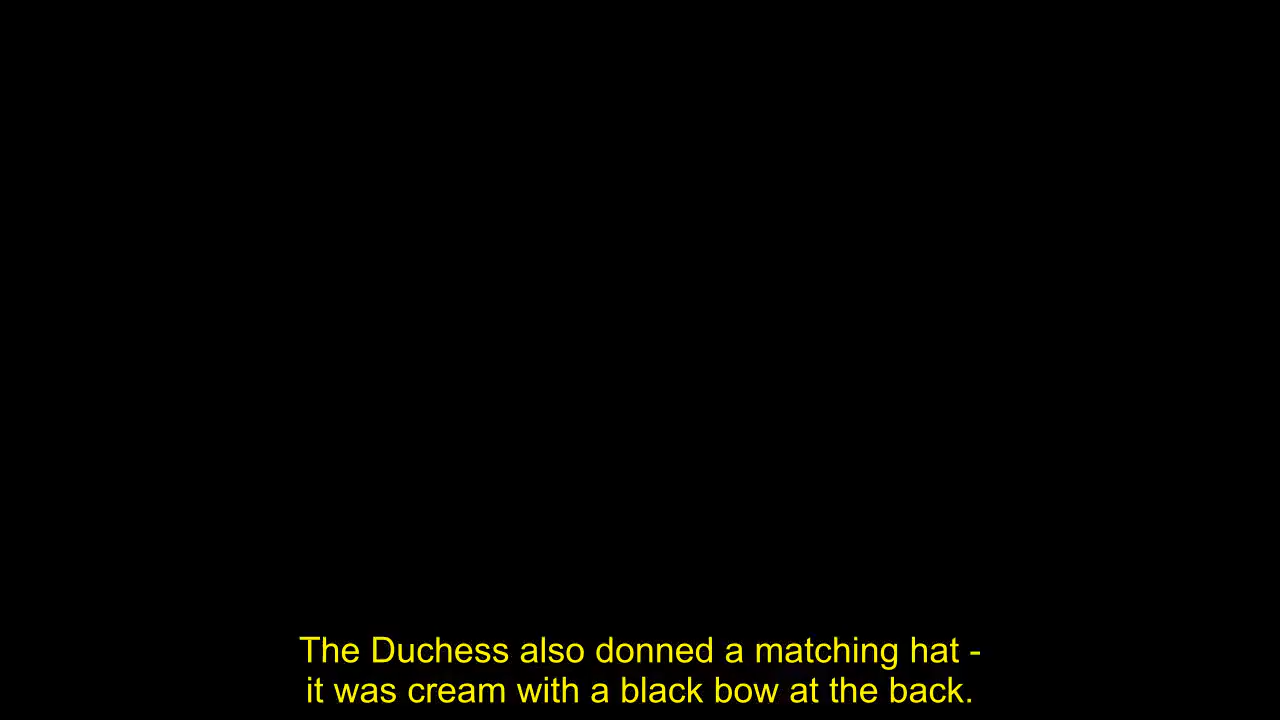 The Duchess also donned a matching hat -
it was cream with a black bow at the back.